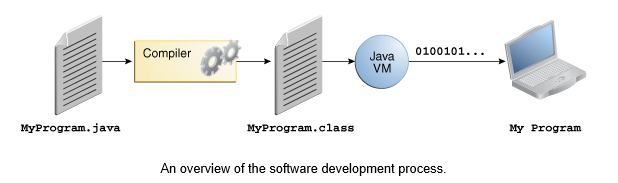 Compiler
Java
VM
0100101...
MyProgram.java
MyProgram.class
My Program
An overview of the software development process.